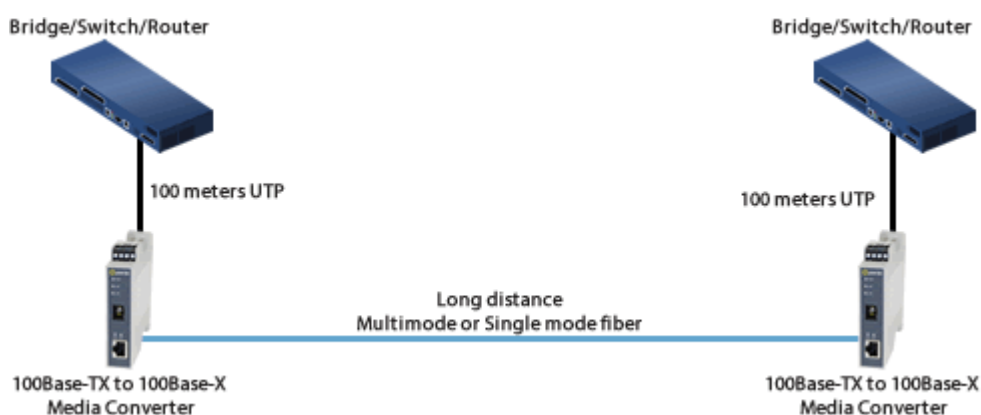 Bridge/Switch/Router
Bridge/Switch/Router
100 meters UTP
100 meters UTP
Long distance
Multimode or Single mode fiber
100Base-TX to 100Base-X
Media Converter
100Base-TX to 100Base-X
Media Converter